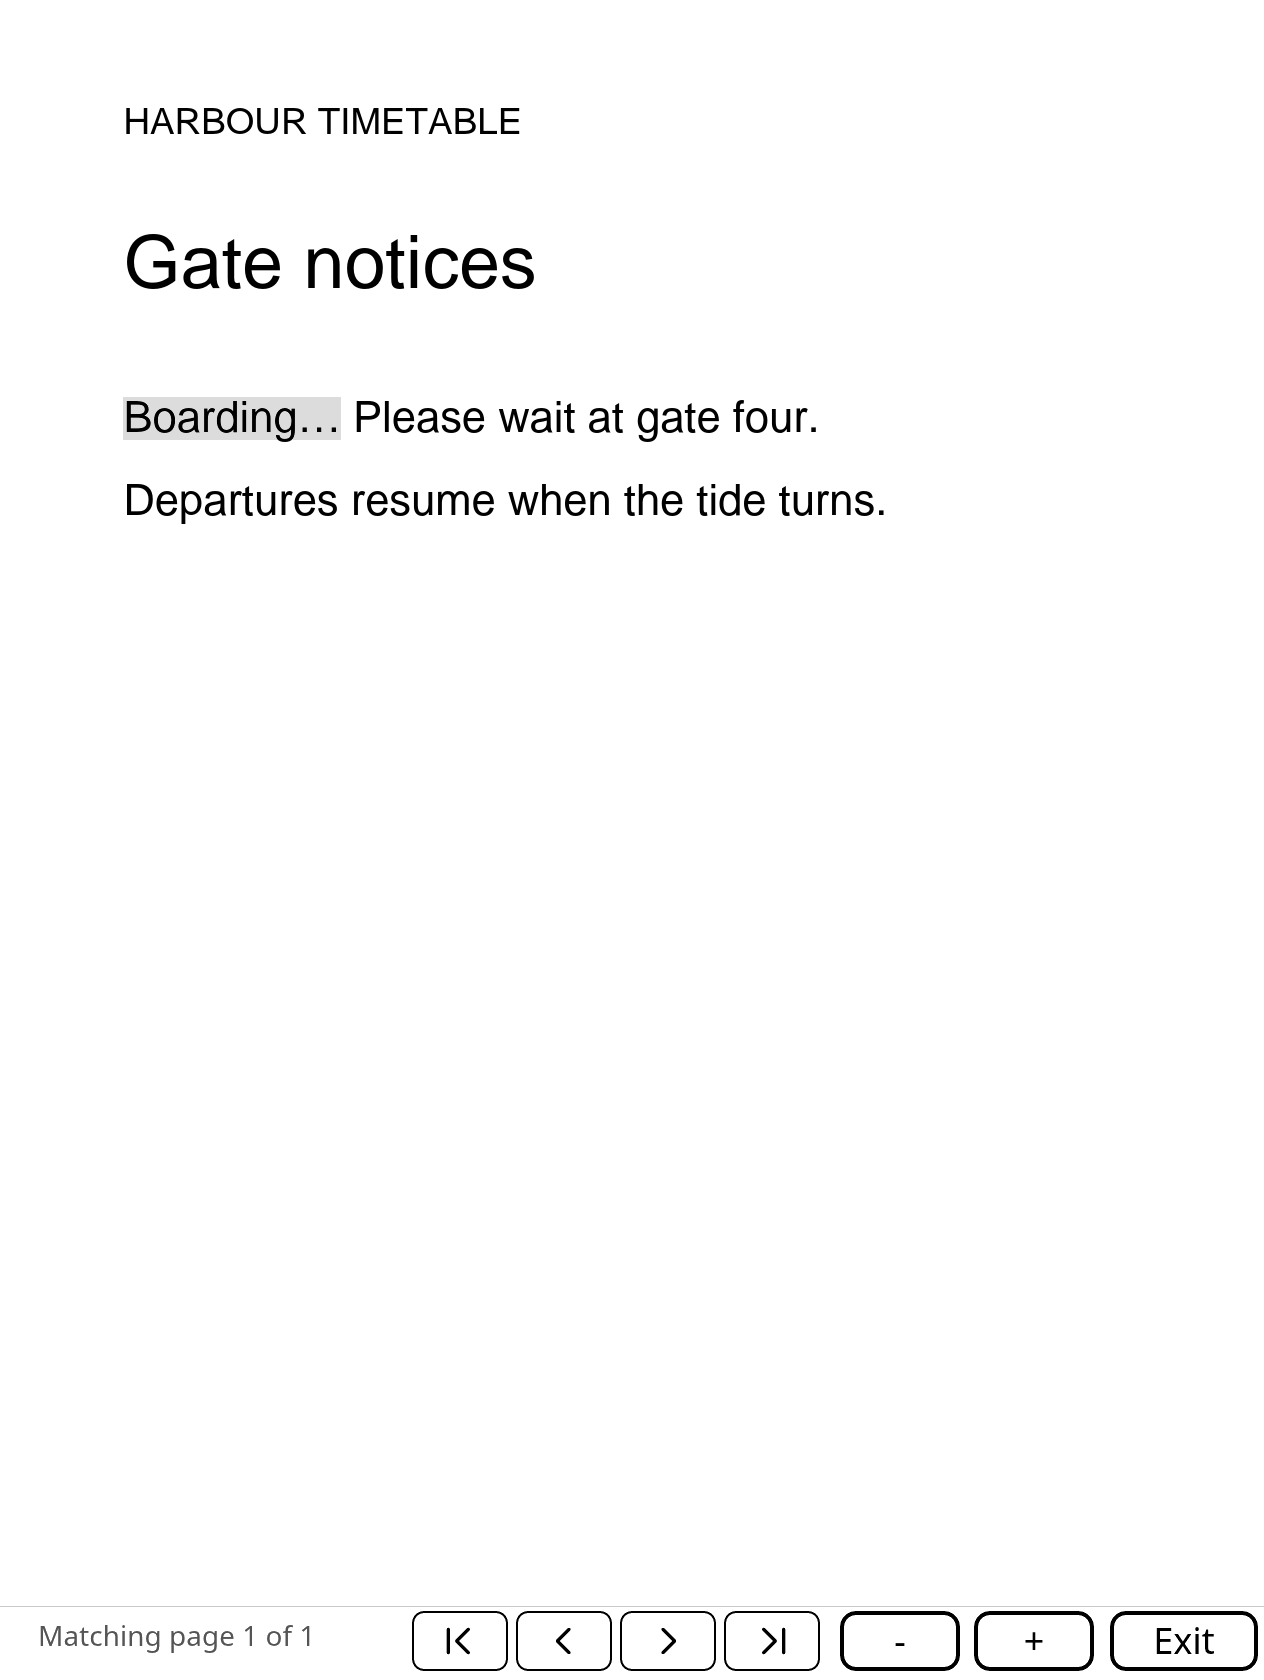 HARBOUR TIMETABLE
Gate notices
Boarding… Please wait at gate four.
Departures resume when the tide turns.
Matching page 1 of 1
- + Exit